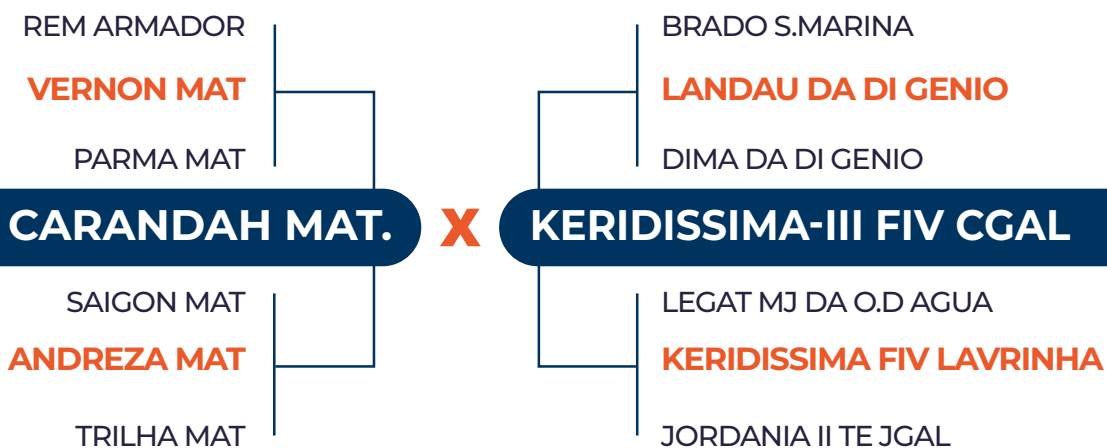 REM ARMADOR
VERNON MAT
PARMA MAT
CARANDAH MAT.
SAIGON MAT
ANDREZA MAT
TRILHA MAT
X
BRADO S.MARINA
LANDAU DA DI GENIO
DIMA DA DI GENIO
KERIDISSIMA-III FIV CGAL
LEGAT MJ DA O.D AGUA
KERIDISSIMA FIV LAVRINHA
JORDANIA II TE JGAL